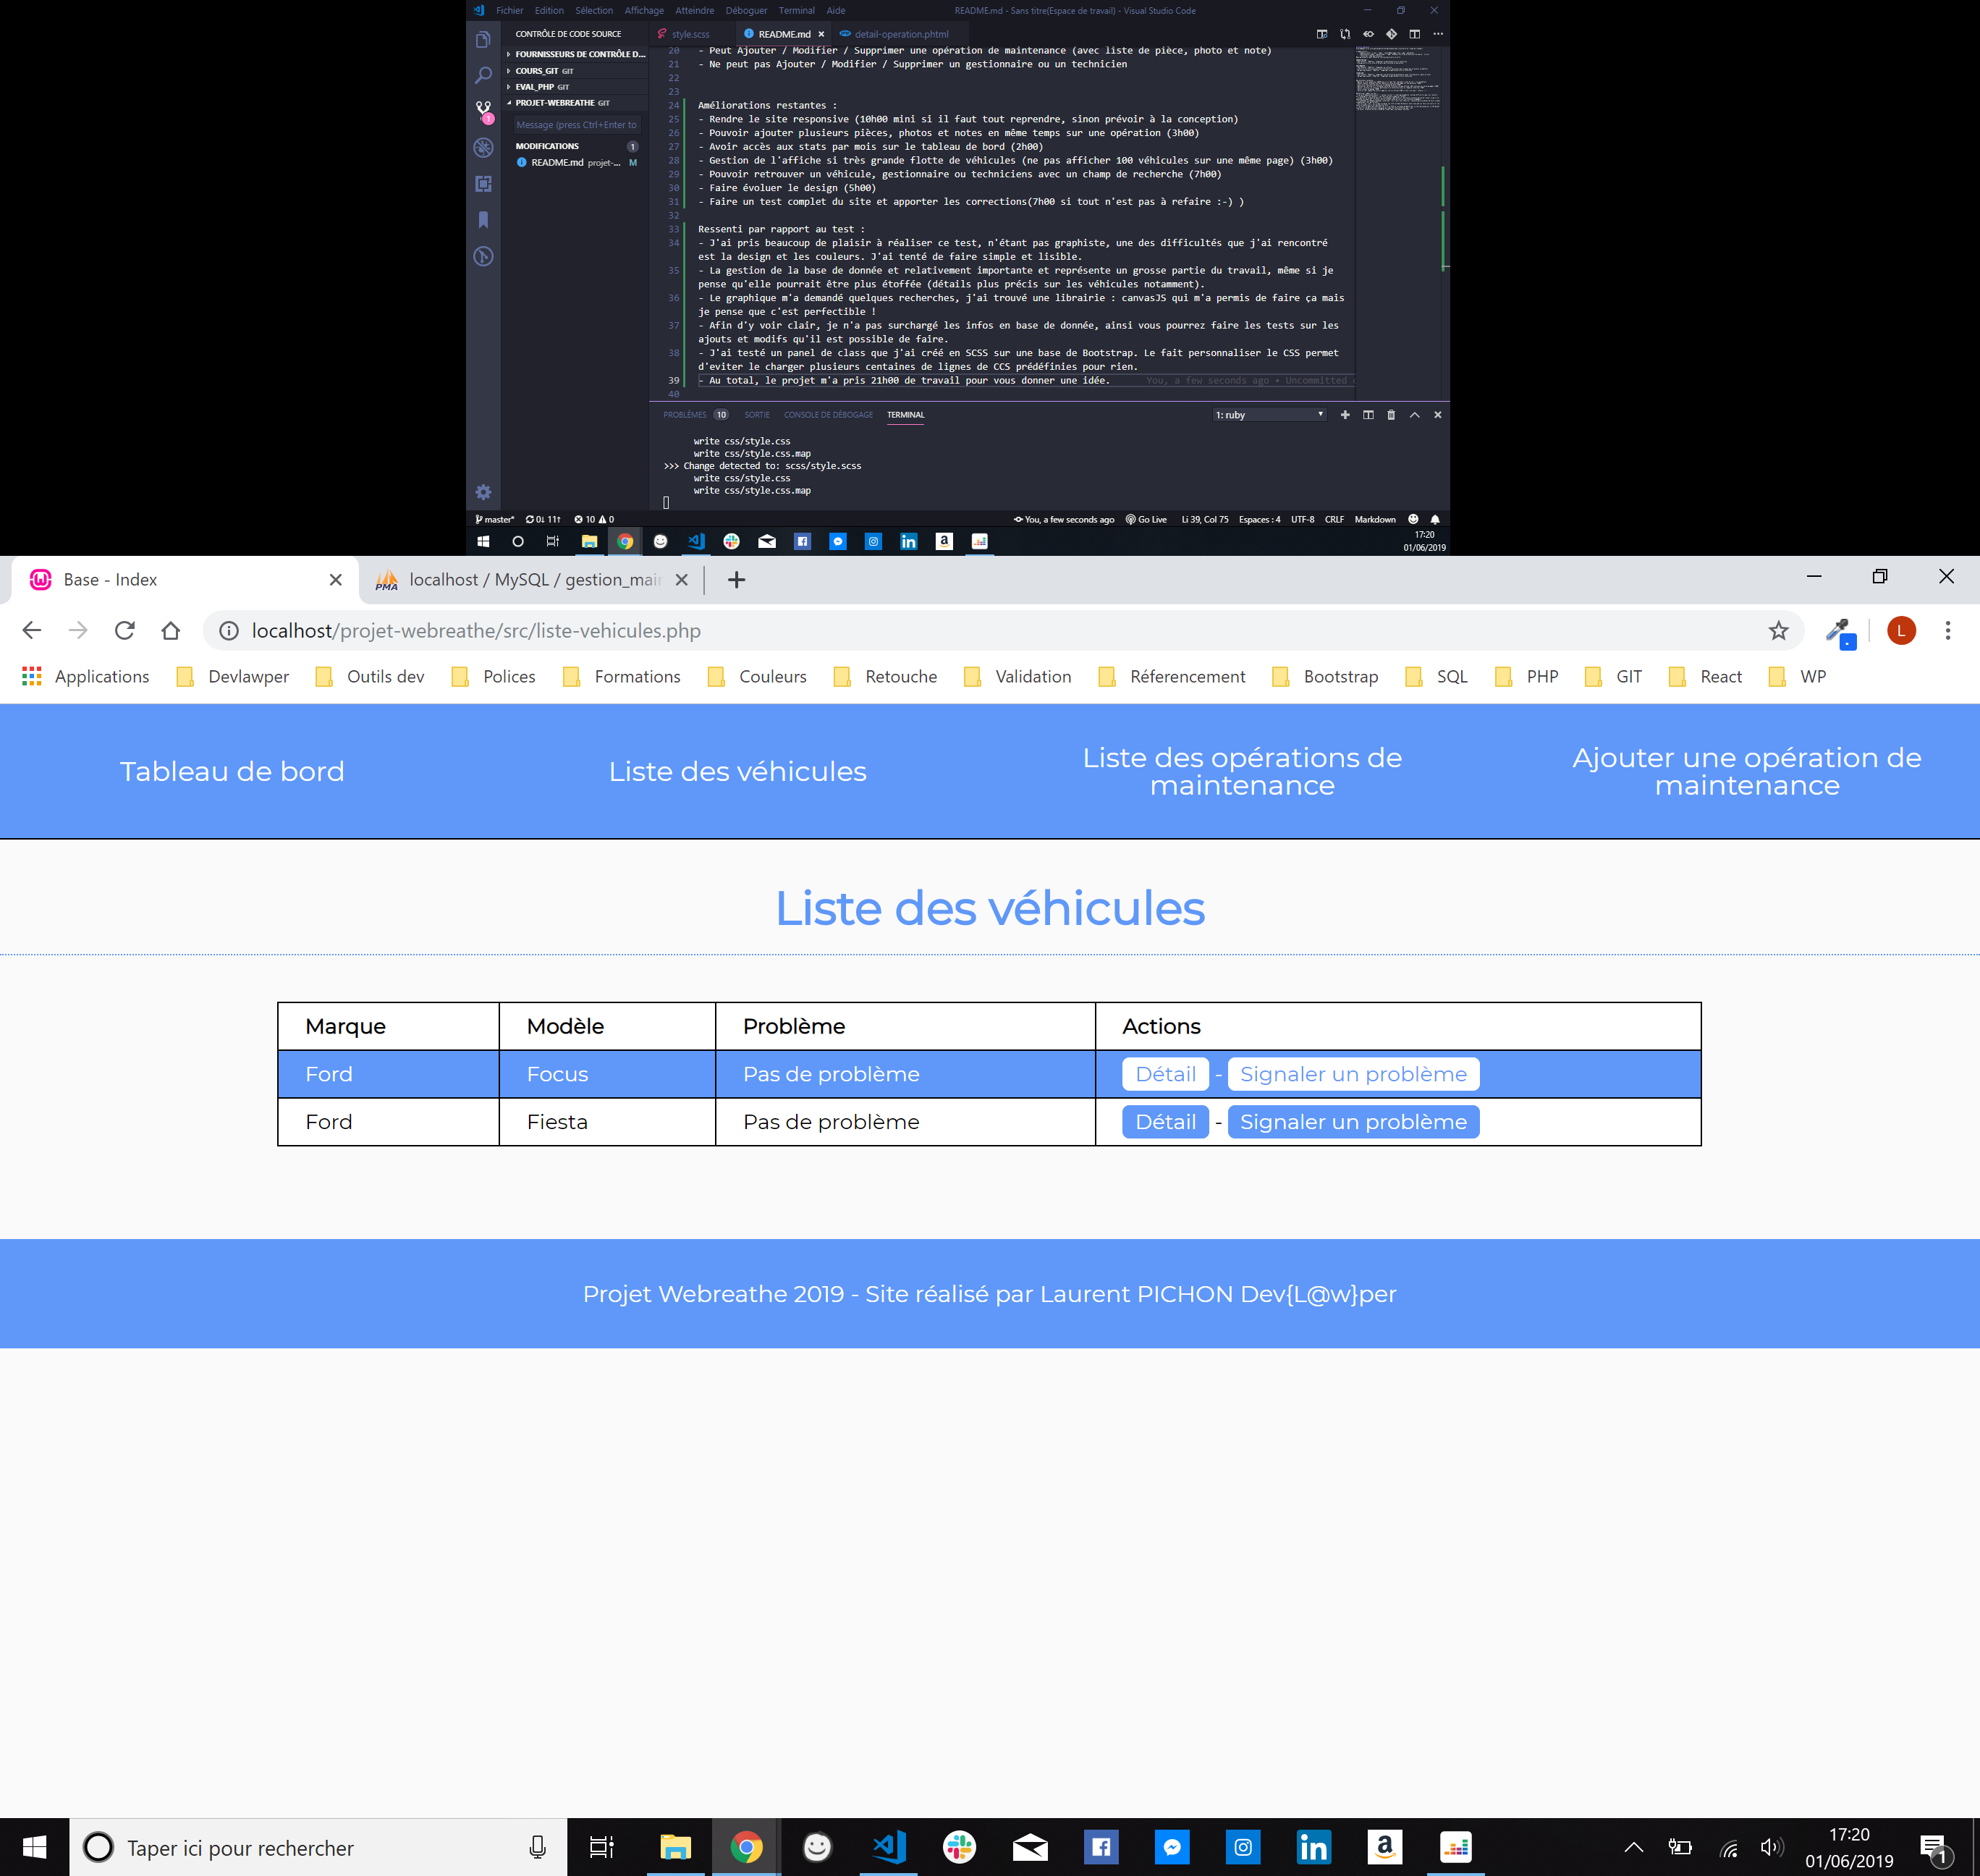 Fichier Edition Sélection Affichage Atteindre Déboguer Terminal Aide README.md - Sans titre(Espace de travail) - Visual Studio Code
CONTRÔLE DE CODE SOURCE
style.scss README.md detail-operation.phtml
FOURNISSEURS DE CONTRÔLE D...
COURS_GIT GIT
EVAL_PHP GIT
PROJET-WEBREATHE GIT
Message (press Ctrl+Enter to
MODIFICATIONS 1
README.md projet-... M
20 - Peut Ajouter / Modifier / Supprimer une opération de maintenance (avec liste de pièce, photo et note)
21 - Ne peut pas Ajouter / Modifier / Supprimer un gestionnaire ou un technicien
22
23
24 Améliorations restantes :
25 - Rendre le site responsive (10h00 mini si il faut tout reprendre, sinon prévoir à la conception)
26 - Pouvoir ajouter plusieurs pièces, photos et notes en même temps sur une opération (3h00)
27 - Avoir accès aux stats par mois sur le tableau de bord (2h00)
28 - Gestion de l'affiche si très grande flotte de véhicules (ne pas afficher 100 véhicules sur une même page) (3h00)
29 - Pouvoir retrouver un véhicule, gestionnaire ou techniciens avec un champ de recherche (7h00)
30 - Faire évoluer le design (5h00)
31 - Faire un test complet du site et apporter les corrections(7h00 si tout n'est pas à refaire :-) )
32
33 Ressenti par rapport au test :
34 - J'ai pris beaucoup de plaisir à réaliser ce test, n'étant pas graphiste, une des difficultés que j'ai rencontré
est la design et les couleurs. J'ai tenté de faire simple et lisible.
35 - La gestion de la base de donnée et relativement importante et représente un grosse partie du travail, même si je
pense qu'elle pourrait être plus étoffée (détails plus précis sur les véhicules notamment).
36 - Le graphique m'a demandé quelques recherches, j'ai trouvé une librairie : canvasJS qui m'a permis de faire ça mais
je pense que c'est perfectible !
37 - Afin d'y voir clair, je n'a pas surchargé les infos en base de donnée, ainsi vous pourrez faire les tests sur les
ajouts et modifs qu'il est possible de faire.
38 - J'ai testé un panel de class que j'ai créé en SCSS sur une base de Bootstrap. Le fait personnaliser le CSS permet
d'eviter le charger plusieurs centaines de lignes de CCS prédéfinies pour rien.
39 - Au total, le projet m'a pris 21h00 de travail pour vous donner une idée. You, a few seconds ago • Uncommitted
40
PROBLÈMES 10 SORTIE CONSOLE DE DÉBOGAGE TERMINAL 1: ruby
write css/style.css
write css/style.css.map
>>> Change detected to: scss/style.scss
write css/style.css
write css/style.css.map
master* 0↓ 11↑ 10 0 You, a few seconds ago Go Live Li 39, Col 75 Espaces : 4 UTF-8 CRLF Markdown
17:20
01/06/2019
Base - Index localhost / MySQL / gestion_mai
localhost/projet-webreathe/src/liste-vehicules.php L
Applications Devlawper Outils dev Polices Formations Couleurs Retouche Validation Réferencement Bootstrap SQL PHP GIT React WP
Tableau de bord
Liste des véhicules
Liste des opérations de
maintenance
Ajouter une opération de
maintenance
Liste des véhicules
Marque Modèle Problème Actions
Ford Focus Pas de problème Détail - Signaler un problème
Ford Fiesta Pas de problème Détail - Signaler un problème
Projet Webreathe 2019 - Site réalisé par Laurent PICHON Dev{L@w}per
Taper ici pour rechercher
17:20
01/06/2019
1